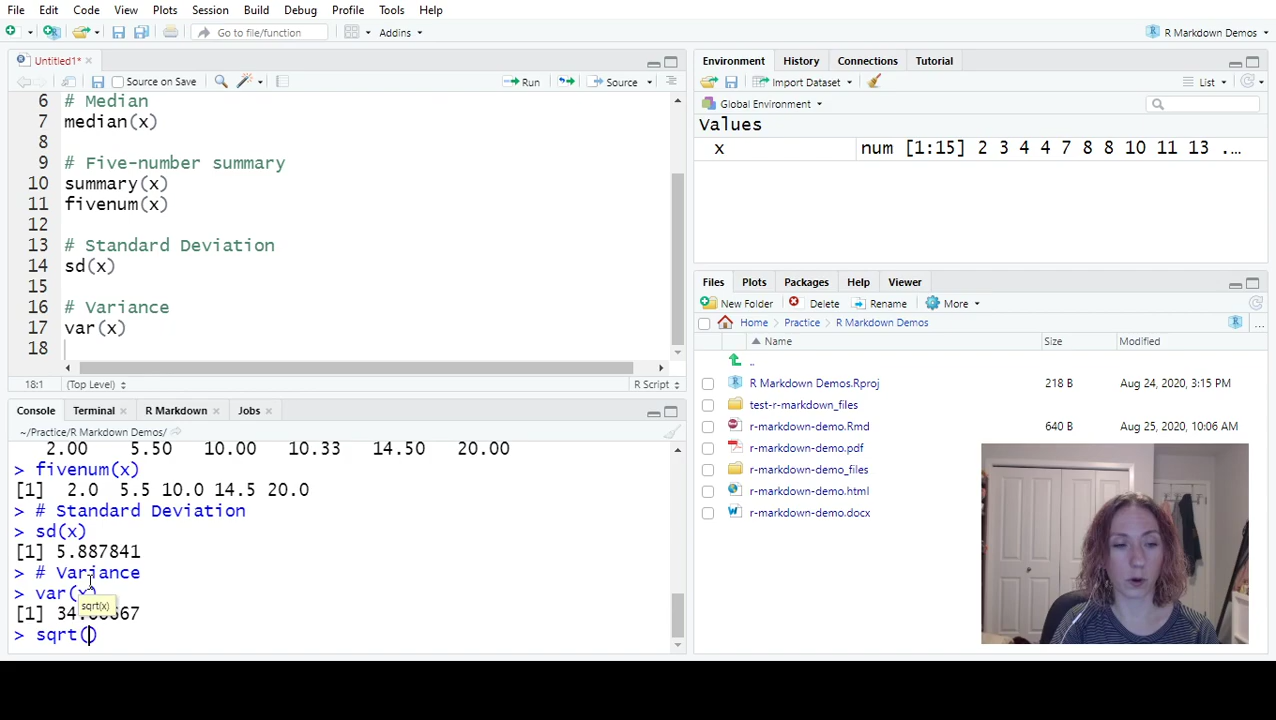 File Edit Code View Plots Session Build Debug Profile Tools Help
Go to file/function Addins R Markdown Demos
Untitled1*
Source on Save Run Source
6 # Median
7 median(x)
8
9 # Five-number summary
10 summary(x)
11 fivenum(x)
12
13 # Standard Deviation
14 sd(x)
15
16 # Variance
17 var(x)
18
18:1 (Top Level) R Script
Console Terminal R Markdown Jobs
~/Practice/R Markdown Demos/
2.00 5.50 10.00 10.33 14.50 20.00
> fivenum(x)
[1] 2.0 5.5 10.0 14.5 20.0
> # Standard Deviation
> sd(x)
[1] 5.887841
> # Variance
> var(x)
sqrt(x)
[1]
> sqrt()
Environment History Connections Tutorial
Import Dataset List
Global Environment
Values
x num [1:15] 2 3 4 4 7 8 8 10 11 13 ...
Files Plots Packages Help Viewer
New Folder Delete Rename More
Home Practice R Markdown Demos
Name Size Modified
..
R Markdown Demos.Rproj 218 B Aug 24, 2020, 3:15 PM
test-r-markdown_files
r-markdown-demo.Rmd 640 B Aug 25, 2020, 10:06 AM
r-markdown-demo.pdf
r-markdown-demo_files
r-markdown-demo.html
r-markdown-demo.docx